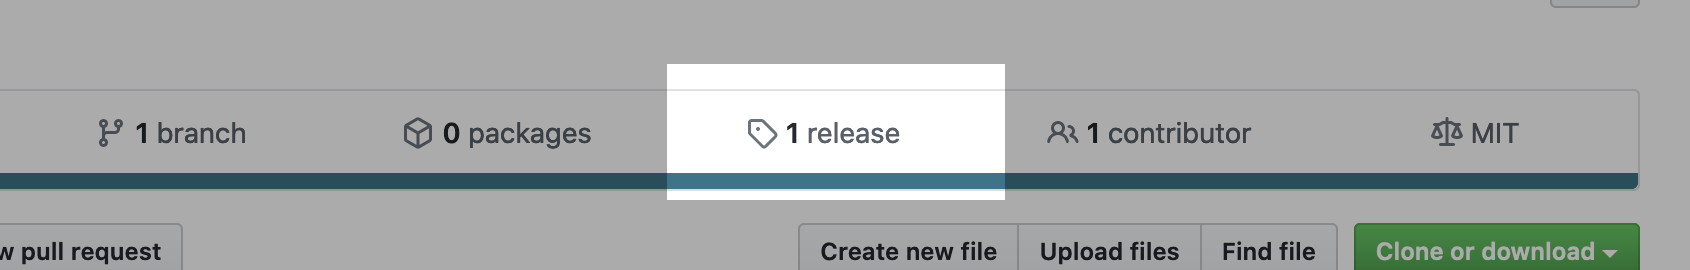 1 branch
0 packages
1 release
1 contributor
MIT
pull request
Create new file
Upload files
Find file
Clone or download